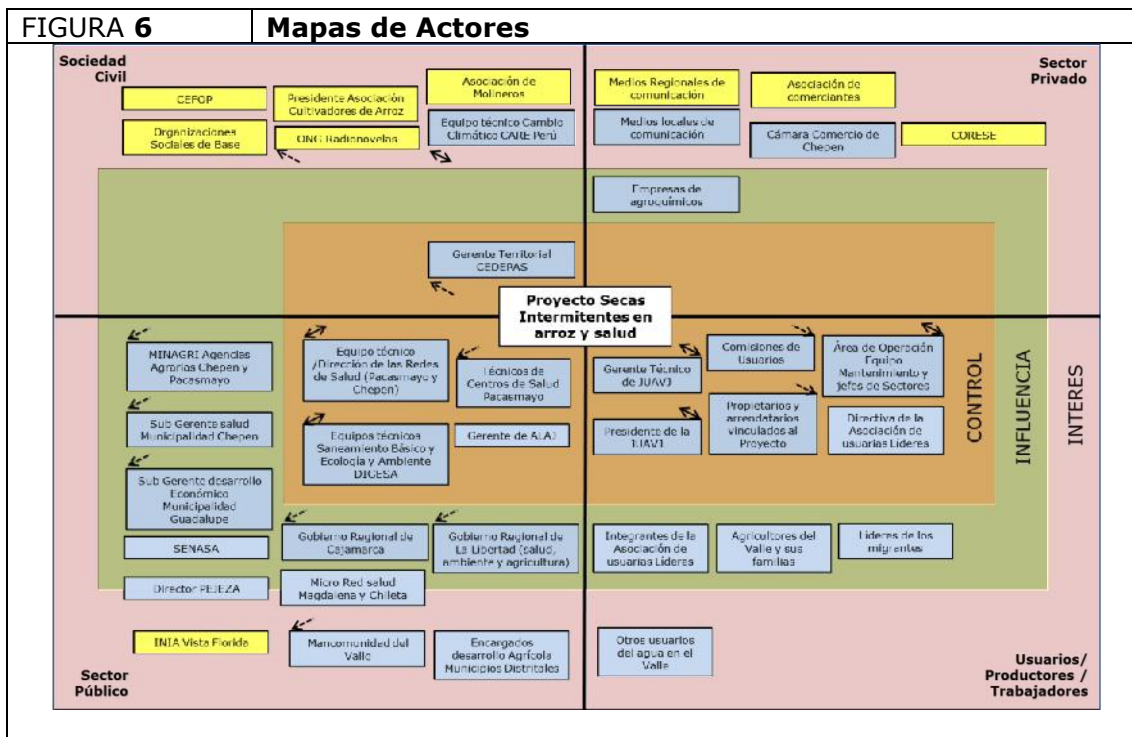 FIGURA 6
Mapas de Actores
Sociedad
Civil
CEFOP
Presidente Asociación
Cultivadores de Arroz
Asociación de
Molineros
Organizaciones
Sociales de Base
ONG Radionovelas
Equipo técnico Cambio
Climático CARE Perú
Medios Regionales de
comunicación
Asociación de
comerciantes
Sector
Privado
Medios locales de
comunicación
Cámara Comercio de
Chepen
CORESE
Empresas de
agroquímicos
Gerente Territorial
CEDEPAS
Proyecto Secas
Intermitentes en
arroz y salud
MINAGRI Agencias
Agrarias Chepen y
Pacasmayo
Equipo técnico
/Dirección de las Redes
de Salud (Pacasmayo y
Chepen)
Técnicos de
Centros de Salud
Pacasmayo
Sub Gerente salud
Municipalidad Chepen
Equipos técnicos
Saneamiento Básico y
Ecología y Ambiente
DIGESA
Gerente de ALAJ
Sub Gerente desarrollo
Económico
Municipalidad
Guadalupe
Gerente Técnico
de JUAVJ
Comisiones de
Usuarios
Área de Operación
Equipo
Mantenimiento y
jefes de Sectores
Presidente de la
JUAVJ
Propietarios y
arrendatarios
vinculados al
Proyecto
Directiva de la
Asociación de
usuarias Líderes
CONTROL
INFLUENCIA
INTERES
SENASA
Gobierno Regional de
Cajamarca
Gobierno Regional de
La Libertad (salud,
ambiente y agricultura)
Integrantes de la
Asociación de
usuarias Líderes
Agricultores del
Valle y sus
familias
Líderes de los
migrantes
Director PEJEZA
Micro Red salud
Magdalena y Chileta
INIA Vista Florida
Mancomunidad del
Valle
Encargados
desarrollo Agrícola
Municipios Distritales
Otros usuarios
del agua en el
Valle
Sector
Público
Usuarios/
Productores /
Trabajadores